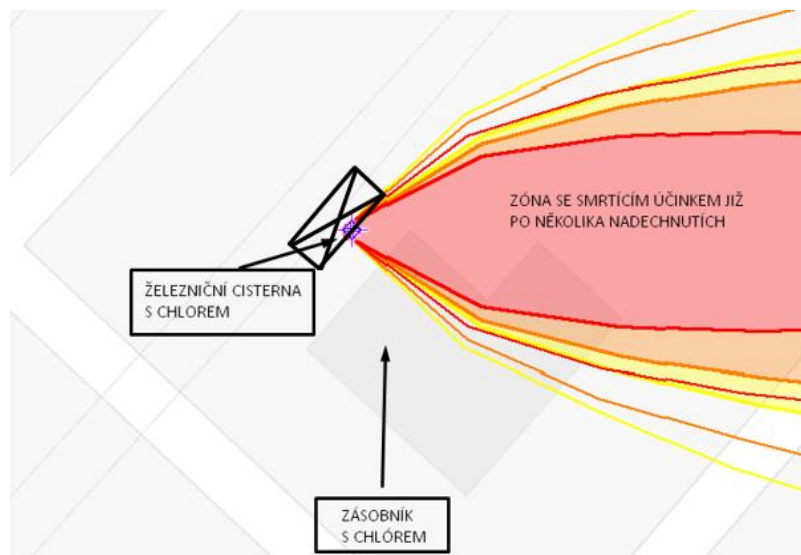 ZÓNA SE SMRTÍCÍM ÚČINKEM JIŽ
PO NĚKOLIKA NADECHNUTÍCH
ŽELEZNIČNÍ CISTERNA
S CHLOREM
ZÁSOBNÍK
S CHLÓREM